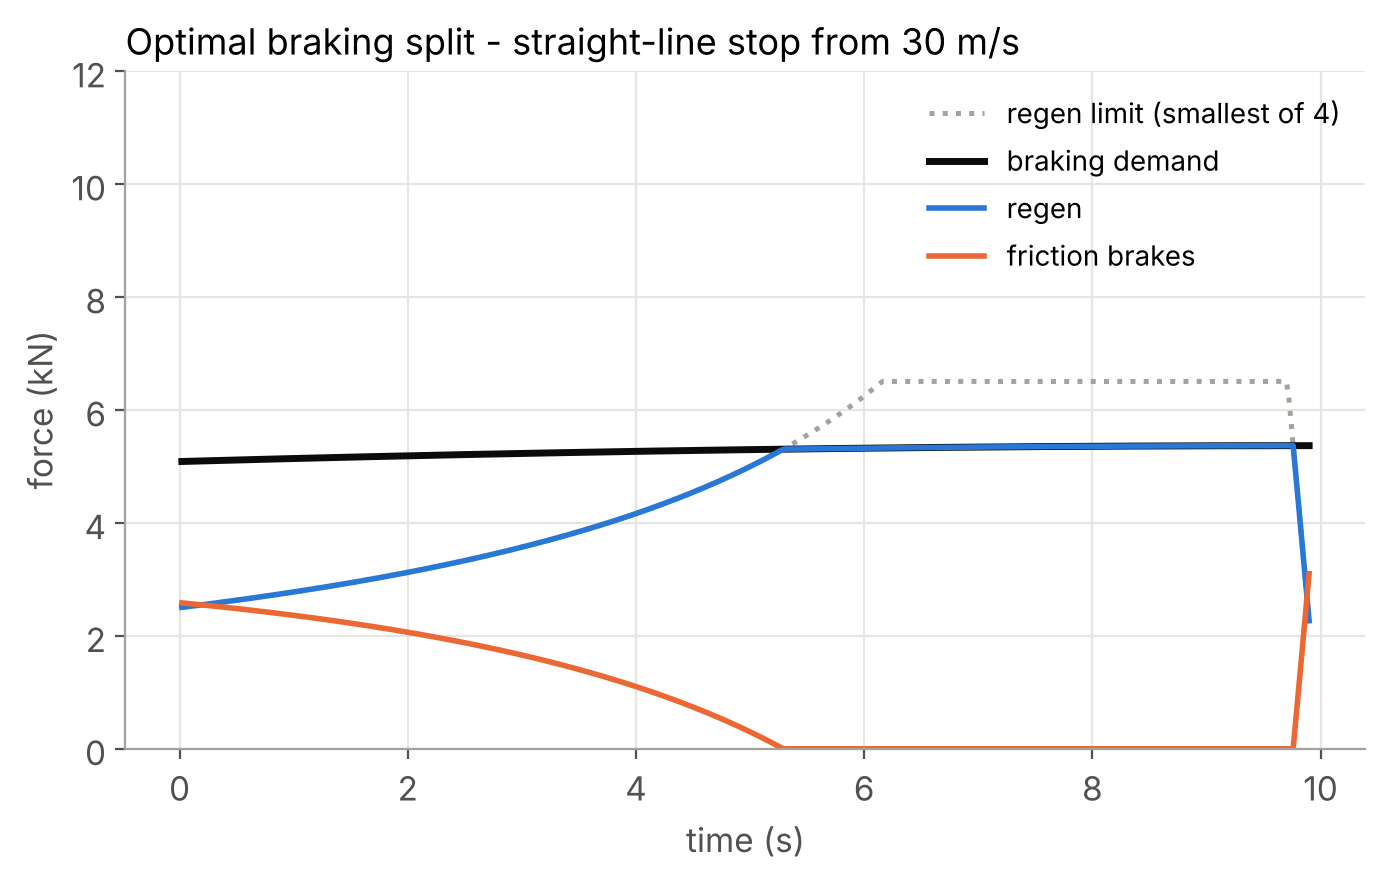 Optimal braking split - straight-line stop from 30 m/s
12
10
8
6
4
2
0
force (kN)
regen limit (smallest of 4)
braking demand
regen
friction brakes
0 2 4 6 8 10
time (s)